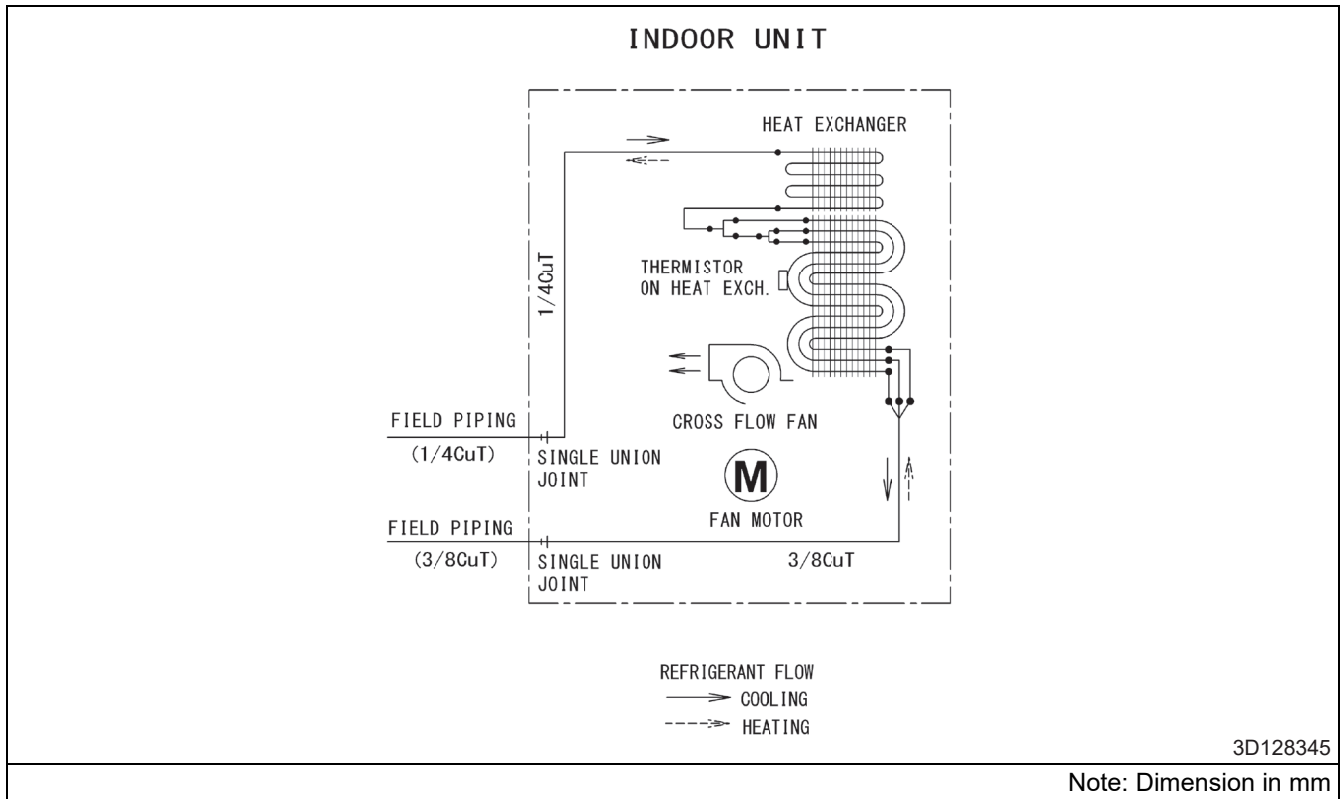 INDOOR UNIT
HEAT EXCHANGER
1/4CuT
THERMISTOR
ON HEAT EXCH.
CROSS FLOW FAN
FIELD PIPING
(1/4CuT)
SINGLE UNION
JOINT
M
FAN MOTOR
FIELD PIPING
(3/8CuT)
SINGLE UNION
JOINT
3/8CuT
REFRIGERANT FLOW
COOLING
HEATING
3D128345
Note: Dimension in mm